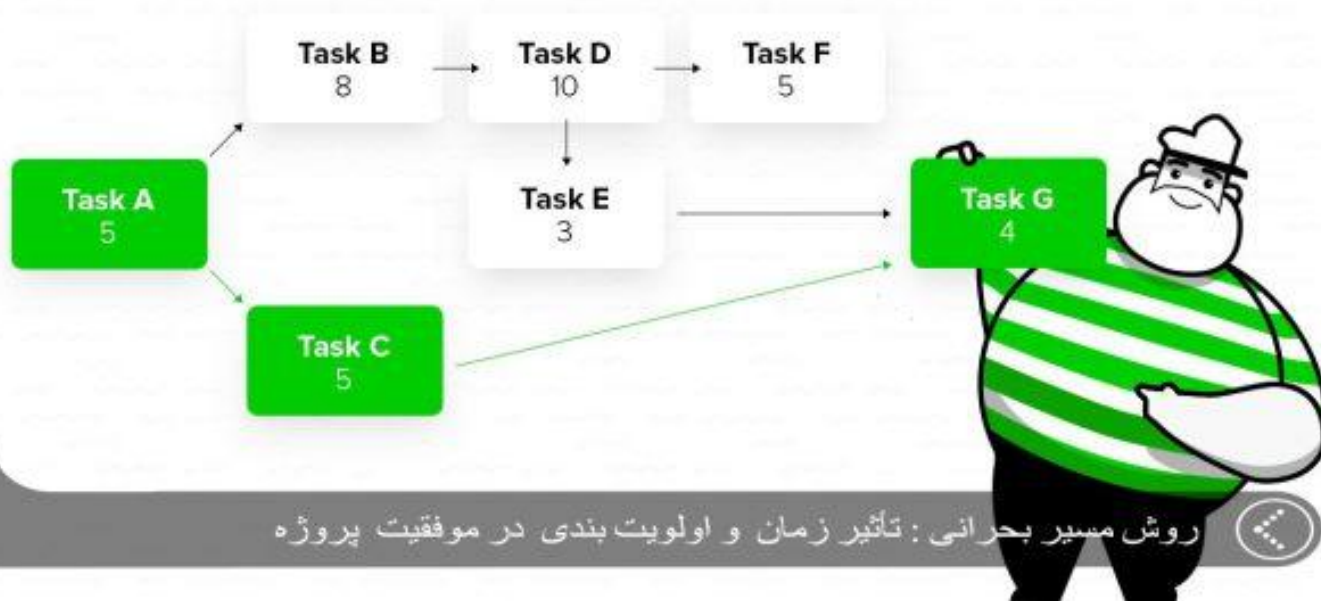 Task B
8
Task D
10
Task F
5
Task A
5
Task E
3
Task G
4
Task C
5
روش مسیر بحرانی : تأثیر زمان و اولویت بندی در موفقیت پروژه